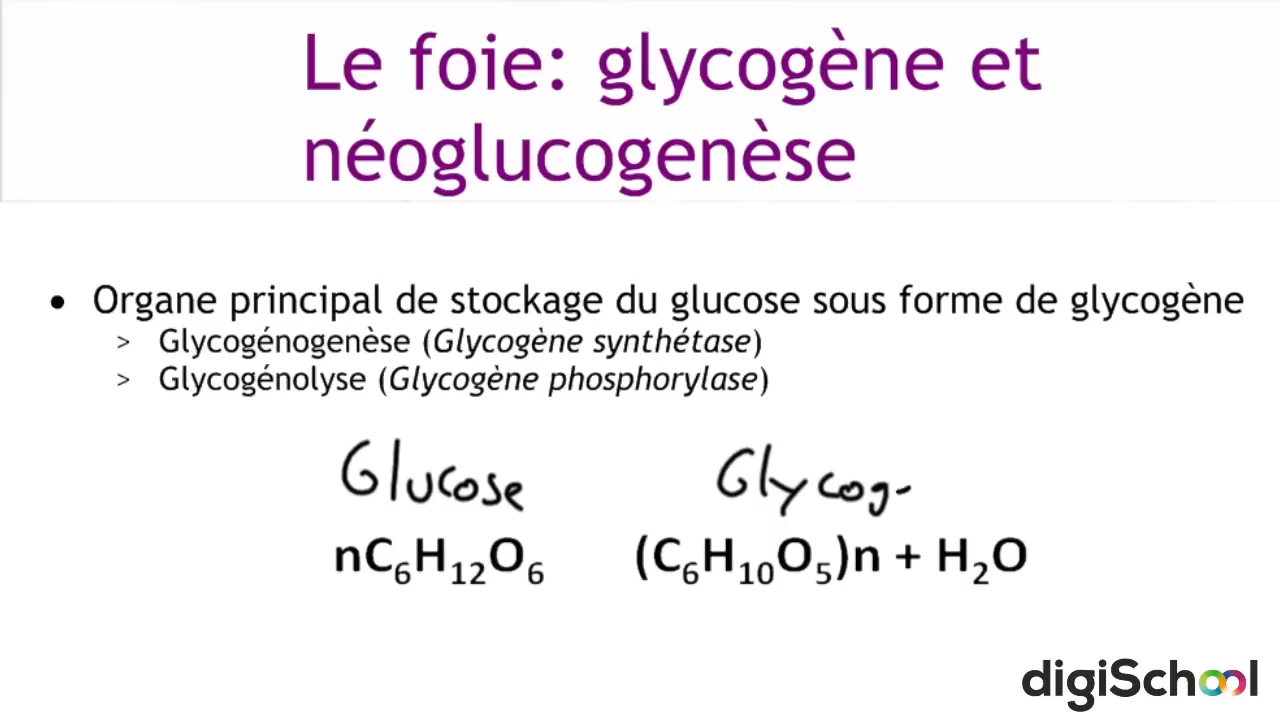 Le foie: glycogène et
néoglucogenèse
• Organe principal de stockage du glucose sous forme de glycogène
> Glycogénogenèse (Glycogène synthétase)
> Glycogénolyse (Glycogène phosphorylase)
Glucose Glycog-
nC₆H₁₂O₆ (C₆H₁₀O₅)n + H₂O
digiSchool